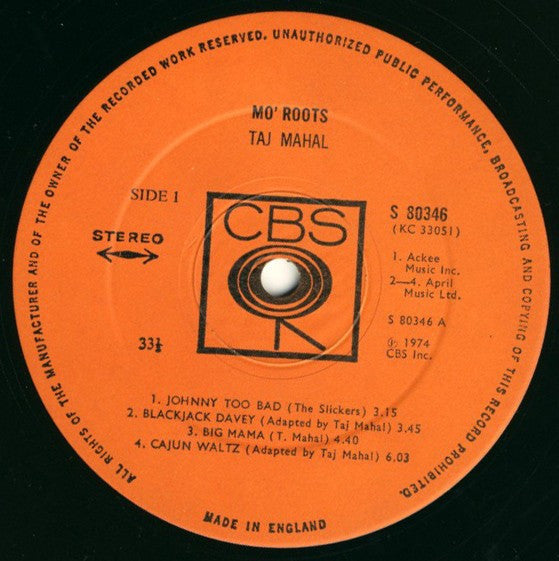 ALL RIGHTS OF THE MANUFACTURER AND OF THE OWNER OF THE RECORDED WORK RESERVED. UNAUTHORIZED PUBLIC PERFORMANCE, BROADCASTING AND COPYING OF THIS RECORD PROHIBITED.
MO' ROOTS
TAJ MAHAL
SIDE 1
STEREO
33⅓
CBS
S 80346
(KC 33051)
1. Ackee
Music Inc.
2—4. April
Music Ltd.
S 80346 A
℗ 1974
CBS Inc.
1. JOHNNY TOO BAD (The Slickers) 3.15
2. BLACKJACK DAVEY (Adapted by Taj Mahal) 3.45
3. BIG MAMA (T. Mahal) 4.40
4. CAJUN WALTZ (Adapted by Taj Mahal) 6.03
MADE IN ENGLAND